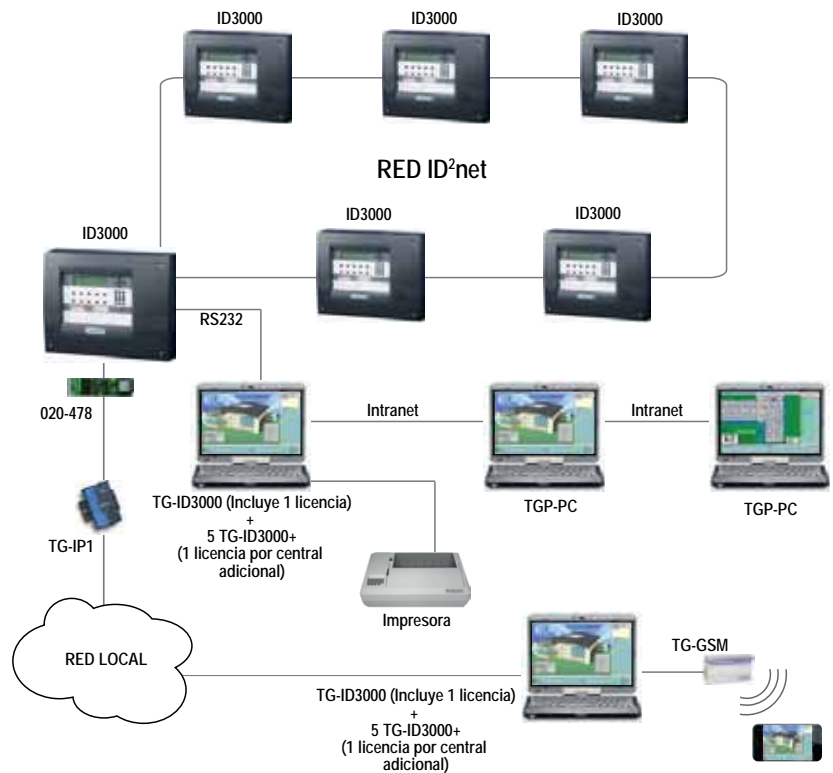 ID3000
ID3000
ID3000
RED ID²net
ID3000
ID3000
ID3000
RS232
020-478
Intranet
Intranet
TG-ID3000 (Incluye 1 licencia)
+
5 TG-ID3000+
(1 licencia por central
adicional)
TGP-PC
TGP-PC
TG-IP1
Impresora
RED LOCAL
TG-GSM
TG-ID3000 (Incluye 1 licencia)
+
5 TG-ID3000+
(1 licencia por central
adicional)